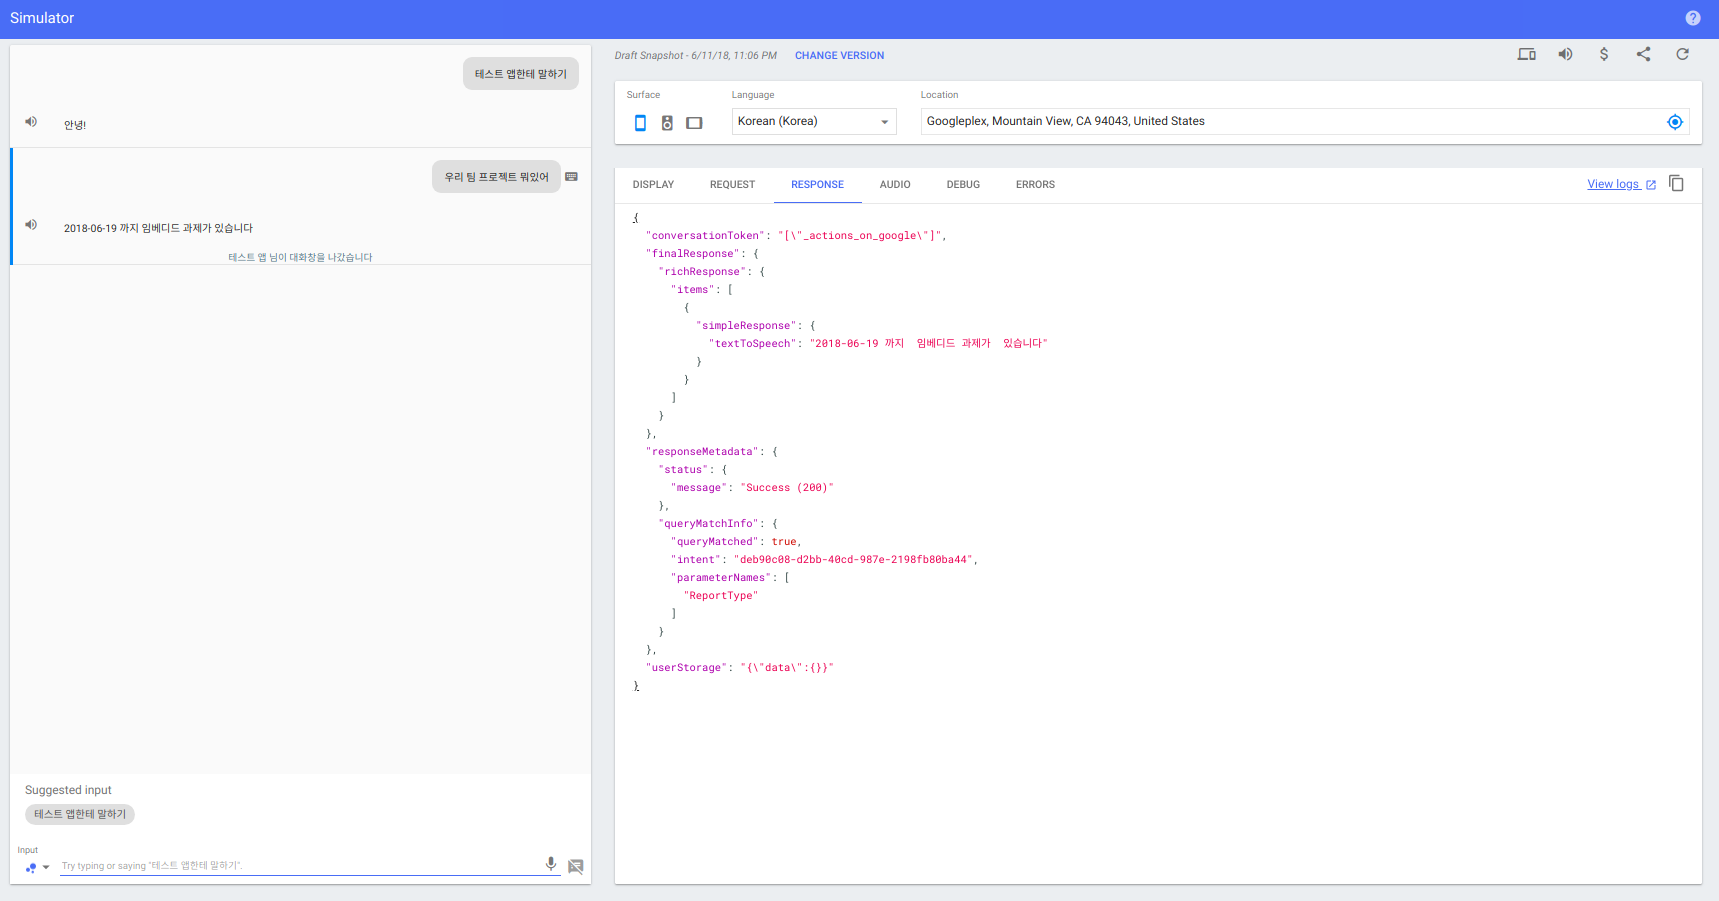 Simulator
테스트 앱한테 말하기
안녕!
우리 팀 프로젝트 뭐있어
2018-06-19 까지 임베디드 과제가 있습니다
테스트 앱 님이 대화창을 나갔습니다
Suggested input
테스트 앱한테 말하기
Input
Try typing or saying "테스트 앱한테 말하기".
Draft Snapshot - 6/11/18, 11:06 PM CHANGE VERSION
Surface Language Location
Korean (Korea) Googleplex, Mountain View, CA 94043, United States
DISPLAY REQUEST RESPONSE AUDIO DEBUG ERRORS View logs
{
"conversationToken": "[\"_actions_on_google\"]",
"finalResponse": {
"richResponse": {
"items": [
{
"simpleResponse": {
"textToSpeech": "2018-06-19 까지  임베디드 과제가  있습니다"
}
}
]
}
},
"responseMetadata": {
"status": {
"message": "Success (200)"
},
"queryMatchInfo": {
"queryMatched": true,
"intent": "deb90c08-d2bb-40cd-987e-2198fb80ba44",
"parameterNames": [
"ReportType"
]
}
},
"userStorage": "{\"data\":{}}"
}